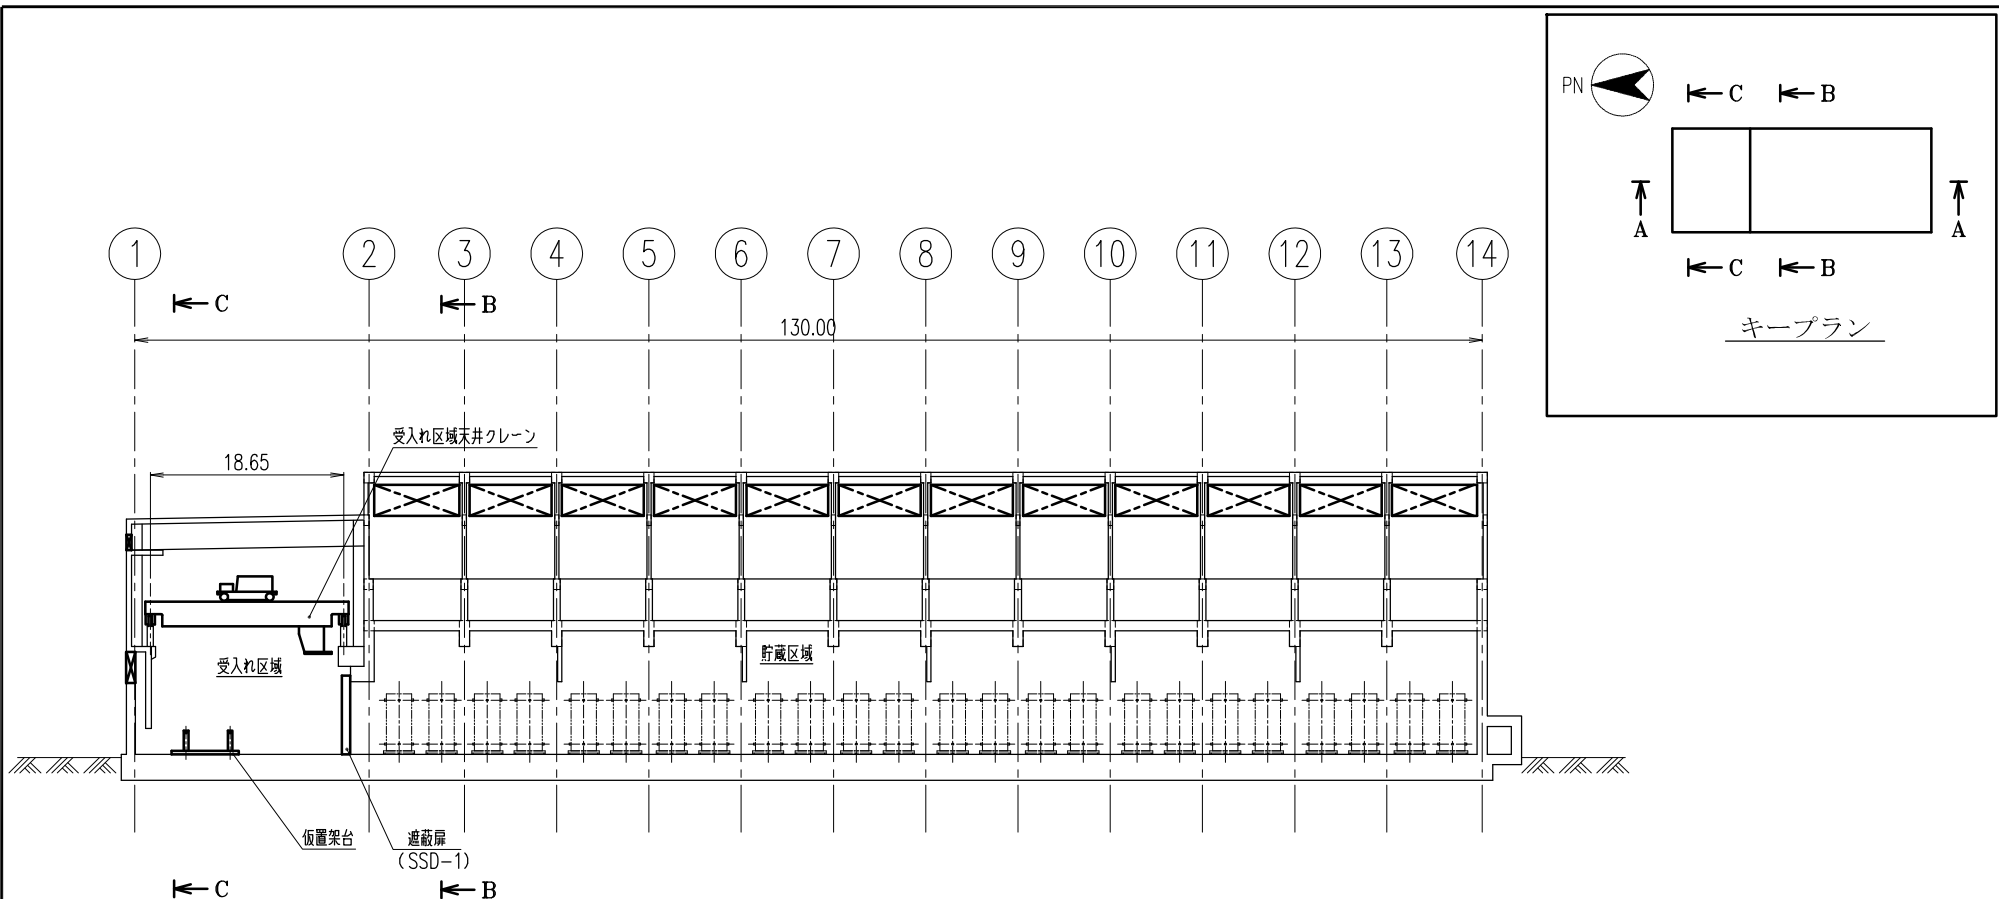 PN
C
B
A
A
C
B
キープラン
1
2
3
4
5
6
7
8
9
10
11
12
13
14
C
B
130.00
受入れ区域天井クレーン
18.65
受入れ区域
貯蔵区域
仮置架台
遮蔽扉
(SSD-1)
C
B